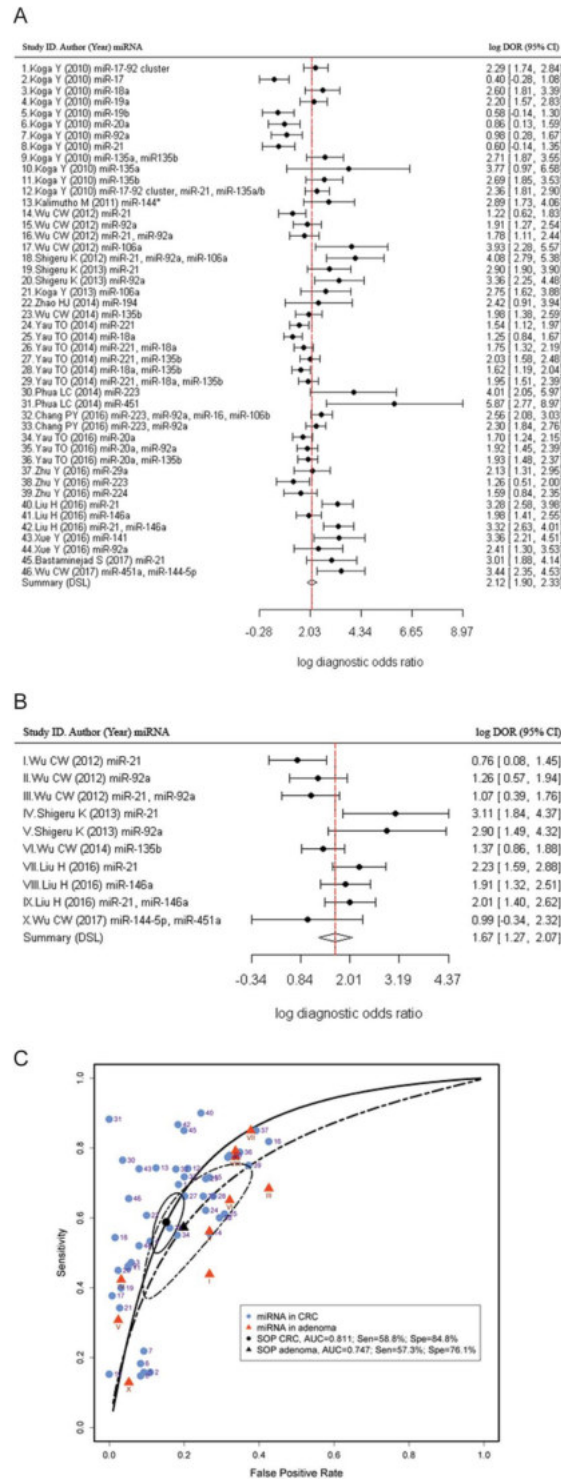 A
Study ID. Author (Year) miRNA log DOR (95% CI)
1.Koga Y (2010) miR-17-92 cluster 2.29 [ 1.74, 2.84]
2.Koga Y (2010) miR-17 0.40 [-0.28, 1.08]
3.Koga Y (2010) miR-18a 2.60 [ 1.81, 3.39]
4.Koga Y (2010) miR-19a 2.20 [ 1.57, 2.83]
5.Koga Y (2010) miR-19b 0.58 [-0.14, 1.30]
6.Koga Y (2010) miR-20a 0.86 [ 0.13, 1.59]
7.Koga Y (2010) miR-92a 0.98 [ 0.28, 1.67]
8.Koga Y (2010) miR-21 0.60 [-0.14, 1.35]
9.Koga Y (2010) miR-135a, miR135b 2.71 [ 1.87, 3.55]
10.Koga Y (2010) miR-135a 3.77 [ 0.97, 6.58]
11.Koga Y (2010) miR-135b 2.69 [ 1.85, 3.53]
12.Koga Y (2010) miR-17-92 cluster, miR-21, miR-135a/b 2.36 [ 1.81, 2.90]
13.Kalimutho M (2011) miR-144* 2.89 [ 1.73, 4.06]
14.Wu CW (2012) miR-21 1.22 [ 0.62, 1.83]
15.Wu CW (2012) miR-92a 1.91 [ 1.27, 2.54]
16.Wu CW (2012) miR-21, miR-92a 1.78 [ 1.11, 2.44]
17.Wu CW (2012) miR-106a 3.93 [ 2.28, 5.57]
18.Shigeru K (2012) miR-21, miR-92a, miR-106a 4.08 [ 2.79, 5.38]
19.Shigeru K (2013) miR-21 2.90 [ 1.90, 3.90]
20.Shigeru K (2013) miR-92a 3.36 [ 2.25, 4.48]
21.Koga Y (2013) miR-106a 2.75 [ 1.62, 3.88]
22.Zhao HJ (2014) miR-194 2.42 [ 0.91, 3.94]
23.Wu CW (2014) miR-135b 1.98 [ 1.38, 2.59]
24.Yau TO (2014) miR-221 1.54 [ 1.12, 1.97]
25.Yau TO (2014) miR-18a 1.25 [ 0.84, 1.67]
26.Yau TO (2014) miR-221, miR-18a 1.75 [ 1.32, 2.19]
27.Yau TO (2014) miR-221, miR-135b 2.03 [ 1.58, 2.48]
28.Yau TO (2014) miR-18a, miR-135b 1.62 [ 1.19, 2.04]
29.Yau TO (2014) miR-221, miR-18a, miR-135b 1.95 [ 1.51, 2.39]
30.Phua LC (2014) miR-223 4.01 [ 2.05, 5.97]
31.Phua LC (2014) miR-451 5.87 [ 2.77, 8.97]
32.Chang PY (2016) miR-223, miR-92a, miR-16, miR-106b 2.56 [ 2.08, 3.03]
33.Chang PY (2016) miR-223, miR-92a 2.30 [ 1.84, 2.76]
34.Yau TO (2016) miR-20a 1.70 [ 1.24, 2.15]
35.Yau TO (2016) miR-20a, miR-92a 1.92 [ 1.45, 2.39]
36.Yau TO (2016) miR-20a, miR-135b 1.93 [ 1.48, 2.37]
37.Zhu Y (2016) miR-29a 2.13 [ 1.31, 2.95]
38.Zhu Y (2016) miR-223 1.26 [ 0.51, 2.00]
39.Zhu Y (2016) miR-224 1.59 [ 0.84, 2.35]
40.Liu H (2016) miR-21 3.28 [ 2.58, 3.98]
41.Liu H (2016) miR-146a 1.98 [ 1.41, 2.55]
42.Liu H (2016) miR-21, miR-146a 3.32 [ 2.63, 4.01]
43.Xue Y (2016) miR-141 3.36 [ 2.21, 4.51]
44.Xue Y (2016) miR-92a 2.41 [ 1.30, 3.53]
45.Bastaminejad S (2017) miR-21 3.01 [ 1.88, 4.14]
46.Wu CW (2017) miR-451a, miR-144-5p 3.44 [ 2.35, 4.53]
Summary (DSL) 2.12 [ 1.90, 2.33]
-0.28 2.03 4.34 6.65 8.97
log diagnostic odds ratio
B
Study ID. Author (Year) miRNA log DOR (95% CI)
I.Wu CW (2012) miR-21 0.76 [ 0.08, 1.45]
II.Wu CW (2012) miR-92a 1.26 [ 0.57, 1.94]
III.Wu CW (2012) miR-21, miR-92a 1.07 [ 0.39, 1.76]
IV.Shigeru K (2013) miR-21 3.11 [ 1.84, 4.37]
V.Shigeru K (2013) miR-92a 2.90 [ 1.49, 4.32]
VI.Wu CW (2014) miR-135b 1.37 [ 0.86, 1.88]
VII.Liu H (2016) miR-21 2.23 [ 1.59, 2.88]
VIII.Liu H (2016) miR-146a 1.91 [ 1.32, 2.51]
IX.Liu H (2016) miR-21, miR-146a 2.01 [ 1.40, 2.62]
X.Wu CW (2017) miR-144-5p, miR-451a 0.99 [-0.34, 2.32]
Summary (DSL) 1.67 [ 1.27, 2.07]
-0.34 0.84 2.01 3.19 4.37
log diagnostic odds ratio
C
1.0
0.8
0.6
0.4
0.2
0.0
Sensitivity
31
40
42
VII
37
16
30
43
13
12
36
46
III
27
28
24
22
34
18
I
17
V
21
7
6
2
X
miRNA in CRC
miRNA in adenoma
SOP CRC, AUC=0.811; Sen=58.8%; Spe=84.8%
SOP adenoma, AUC=0.747; Sen=57.3%; Spe=76.1%
0.0 0.2 0.4 0.6 0.8 1.0
False Positive Rate